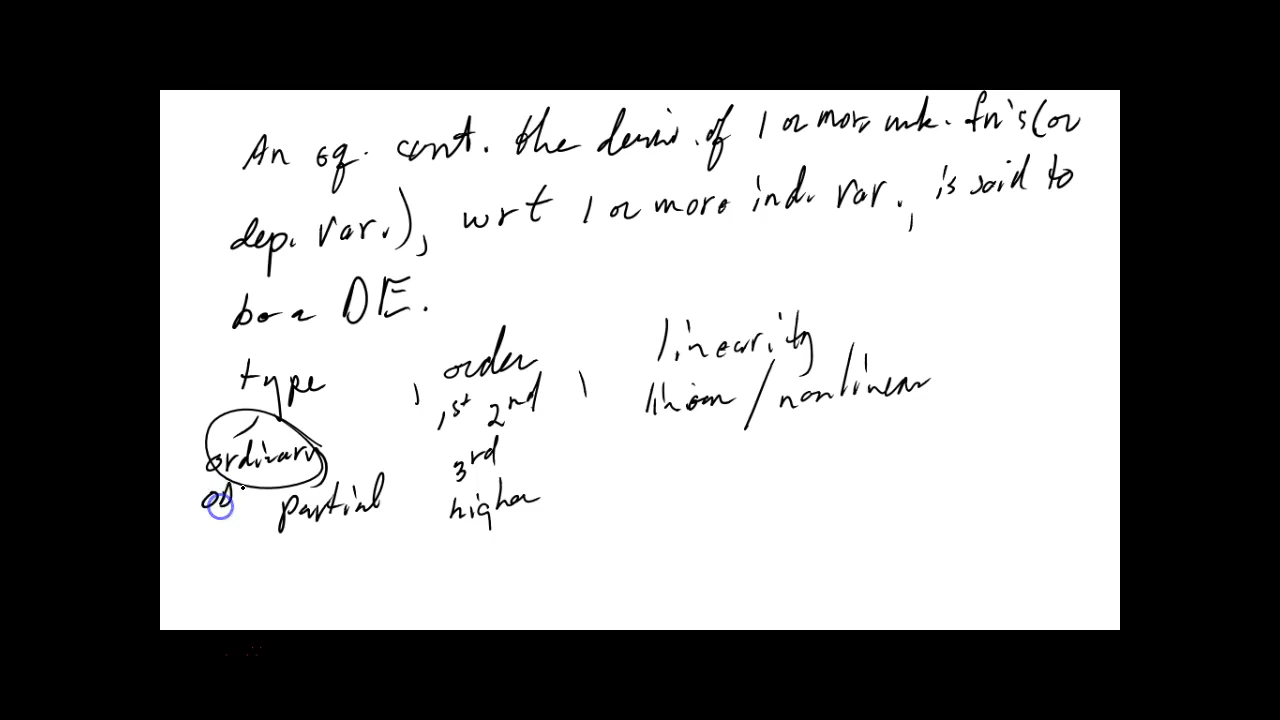 An eq. cont. the deriv. of 1 or more unk. fn's (or
dep. var.), wrt 1 or more ind. var., is said to
be a DE.
type , order , linearity
1st 2nd linear / nonlinear
ordinary 3rd
partial higher